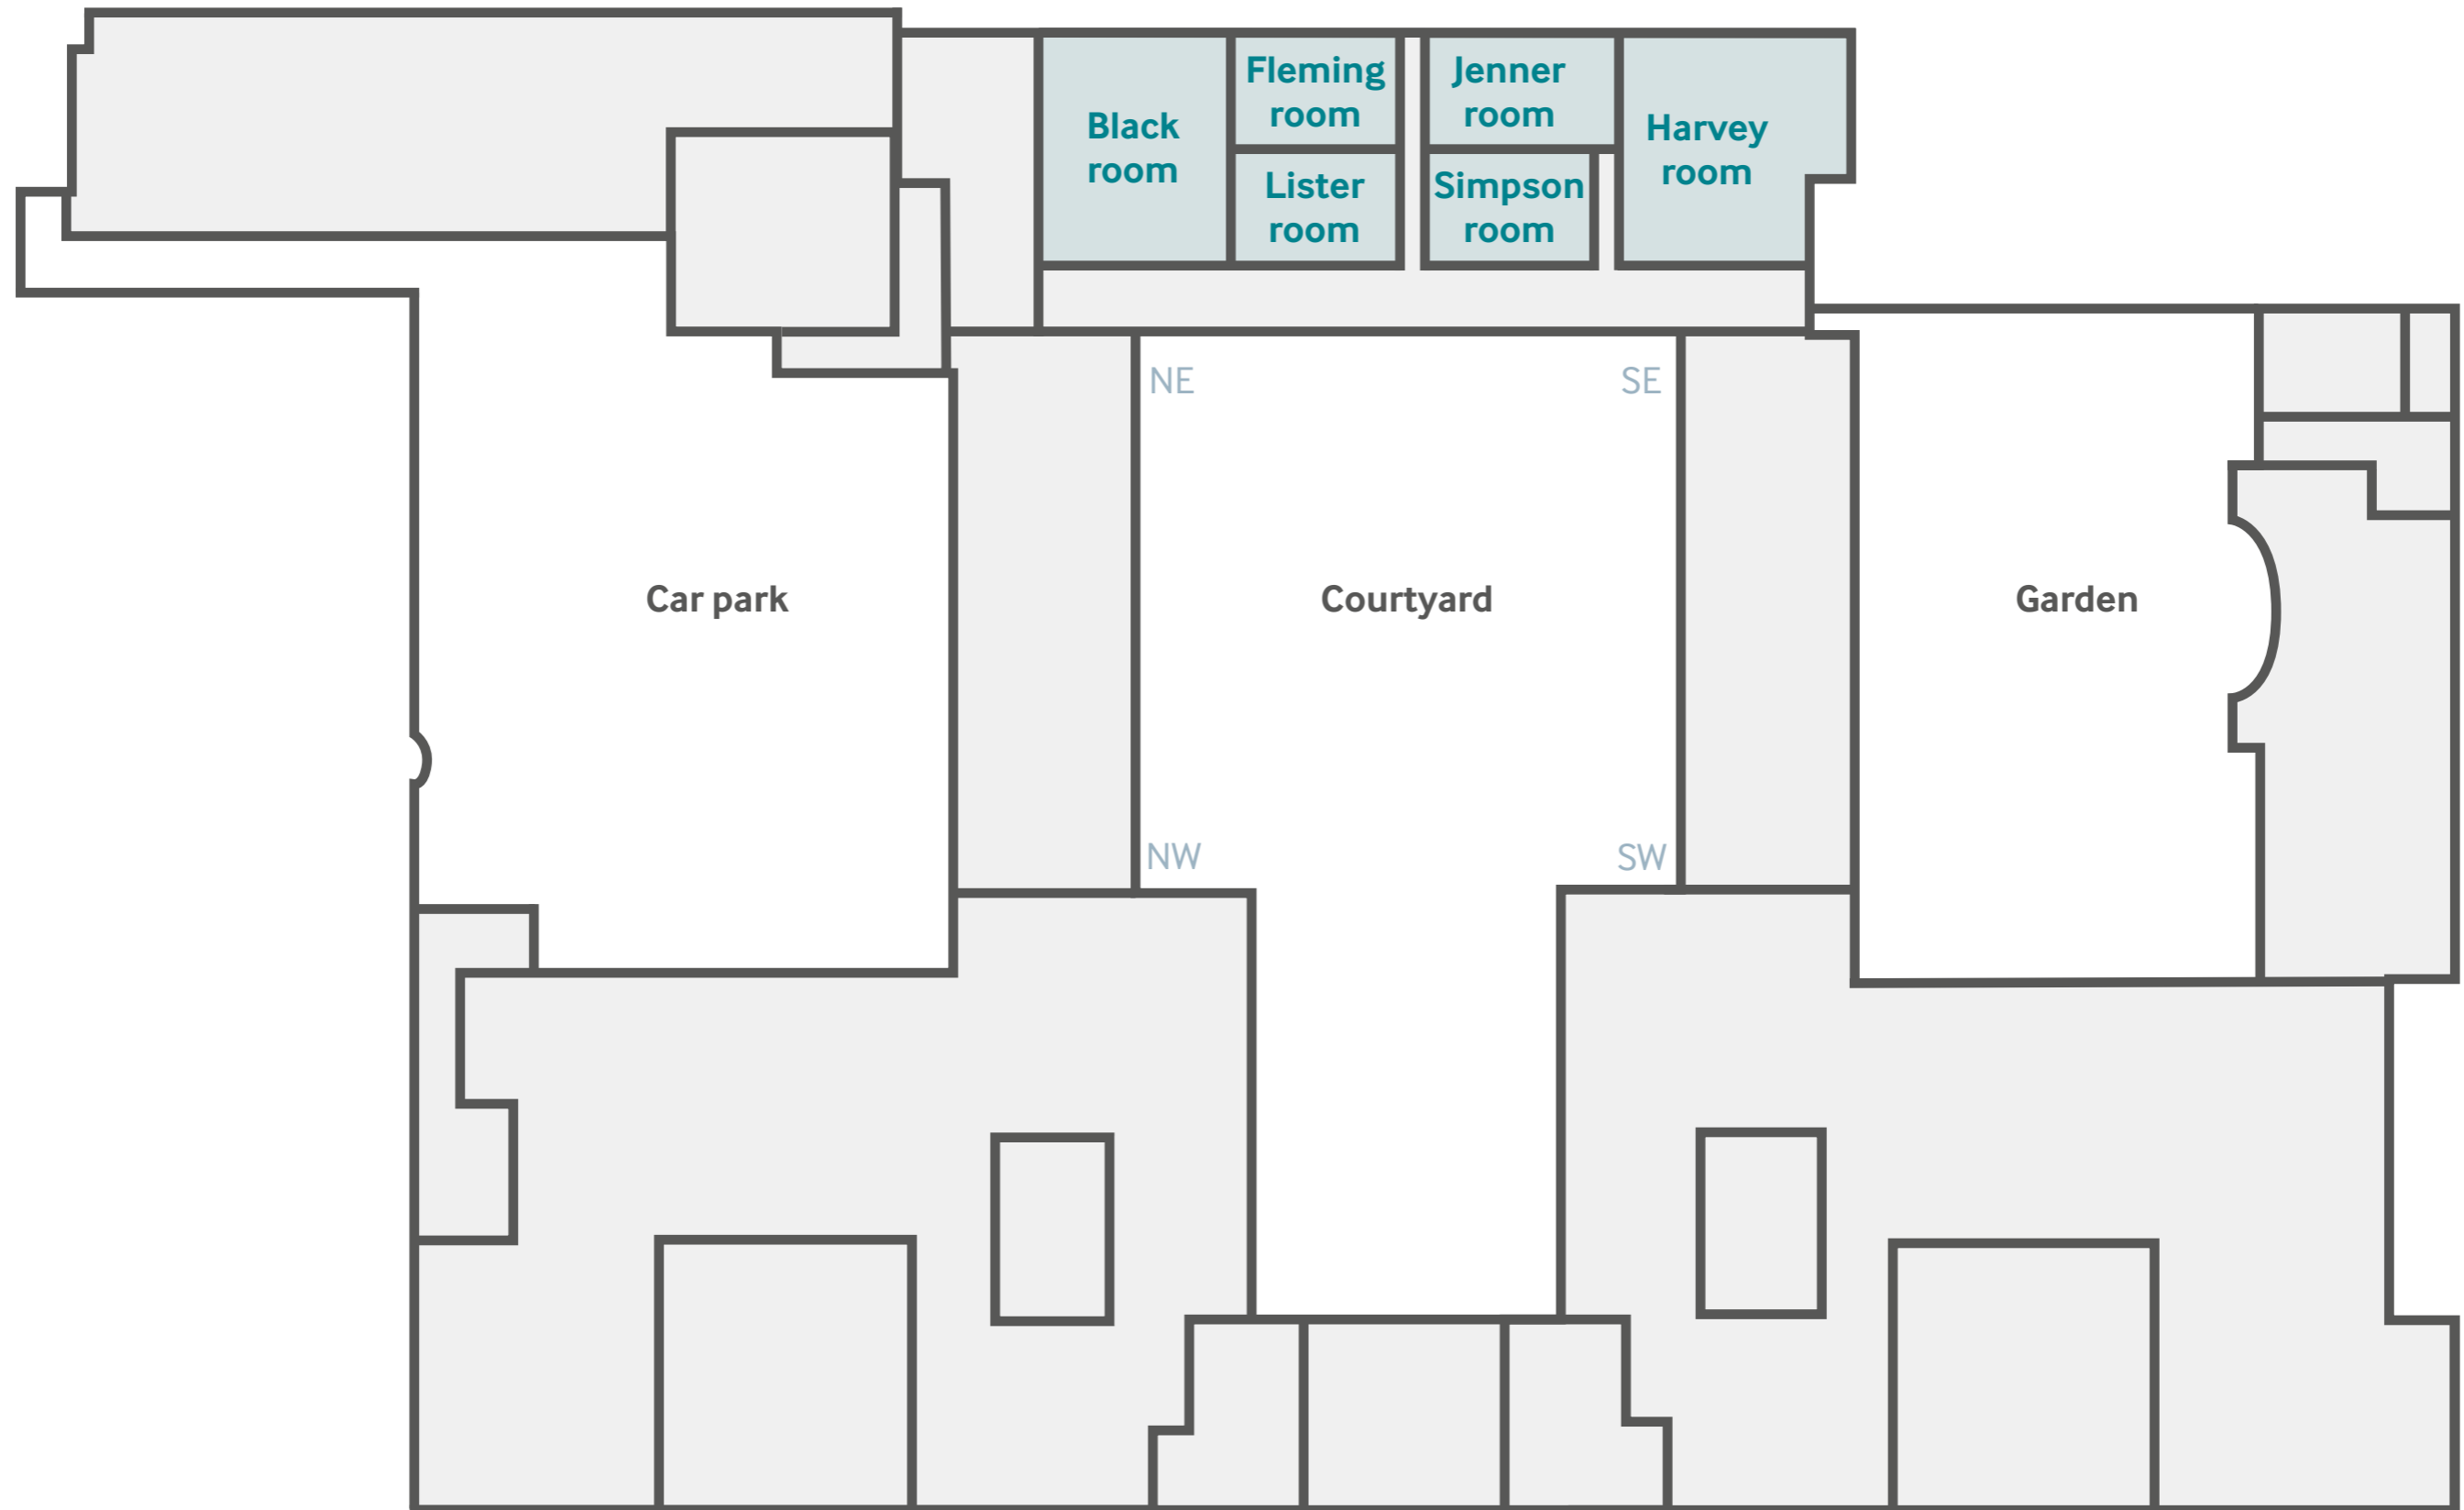 Black
room
Fleming
room
Lister
room
Jenner
room
Simpson
room
Harvey
room
NE
SE
Car park
Courtyard
Garden
NW
SW